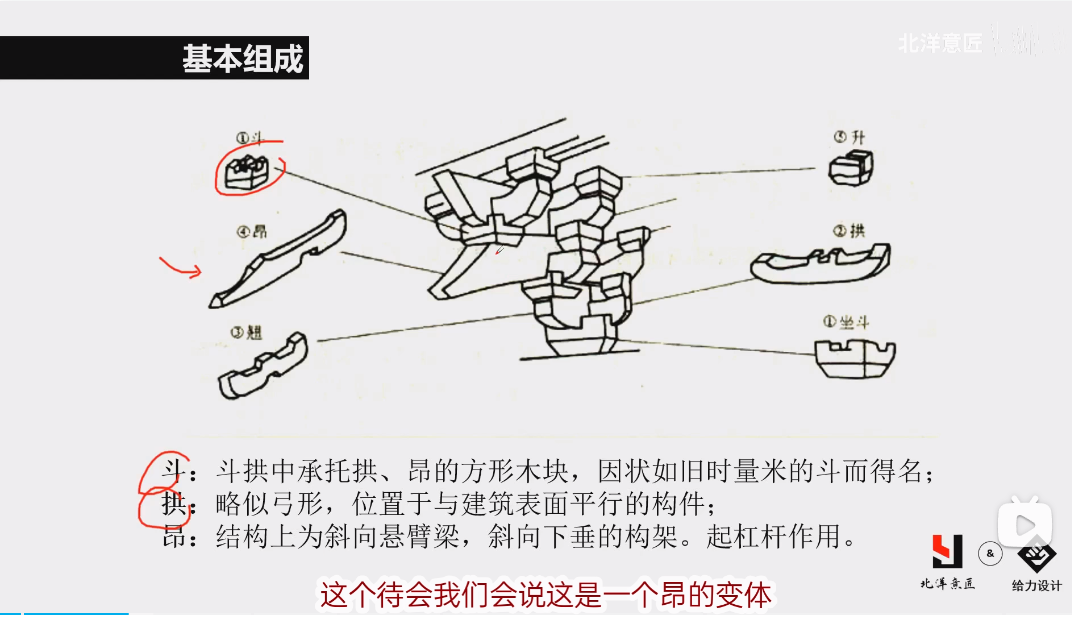 基本组成
北洋意匠
①斗
⑤升
④昂
②拱
③翘
①坐斗
斗：斗拱中承托拱、昂的方形木块，因状如旧时量米的斗而得名；
拱：略似弓形，位置于与建筑表面平行的构件；
昂：结构上为斜向悬臂梁，斜向下垂的构架。起杠杆作用。
北洋意匠
&
给力设计
这个待会我们会说这是一个昂的变体